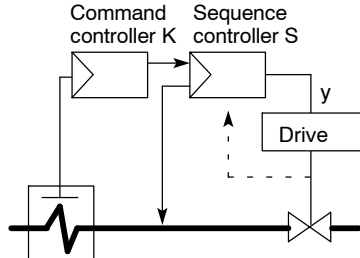 Command
controller K
Sequence
controller S
y
Drive